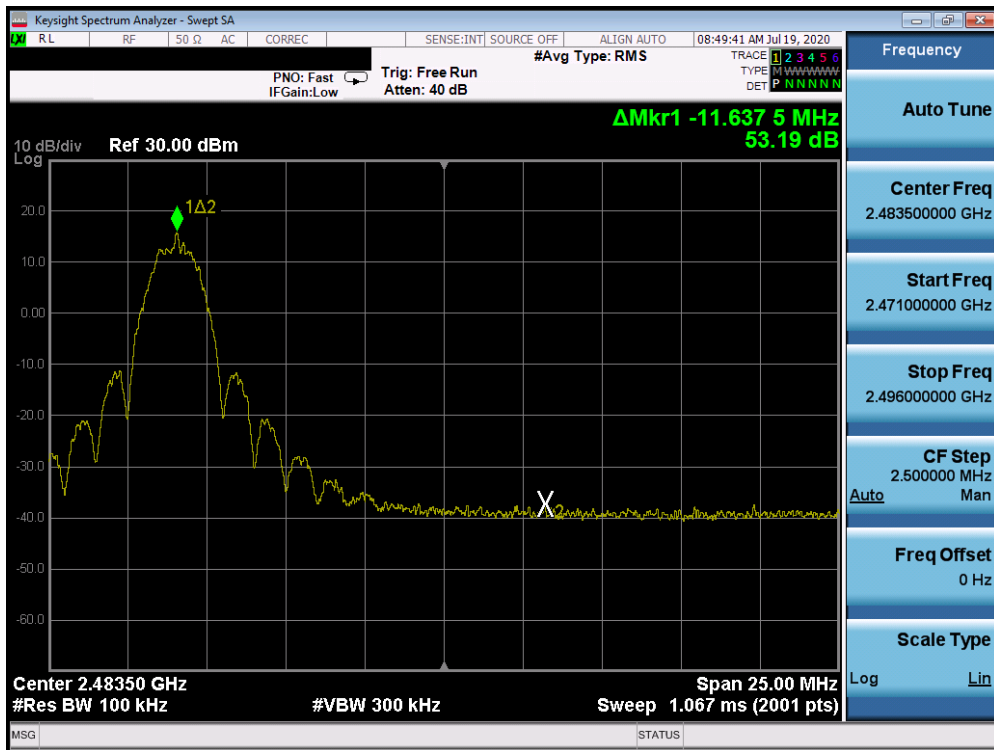 Keysight Spectrum Analyzer - Swept SA
LXI RL RF 50 Ω AC CORREC SENSE:INT SOURCE OFF ALIGN AUTO 08:49:41 AM Jul 19, 2020
#Avg Type: RMS TRACE 1 2 3 4 5 6
PNO: Fast Trig: Free Run TYPE M WWWWW
IFGain:Low Atten: 40 dB DET P N N N N N
ΔMkr1 -11.637 5 MHz
53.19 dB
10 dB/div Ref 30.00 dBm
Log
1Δ2
20.0
10.0
0.00
-10.0
-20.0
-30.0
-40.0
X2
-50.0
-60.0
Center 2.48350 GHz Span 25.00 MHz
#Res BW 100 kHz #VBW 300 kHz Sweep 1.067 ms (2001 pts)
MSG STATUS
Frequency
Auto Tune
Center Freq
2.483500000 GHz
Start Freq
2.471000000 GHz
Stop Freq
2.496000000 GHz
CF Step
2.500000 MHz
Auto Man
Freq Offset
0 Hz
Scale Type
Log Lin